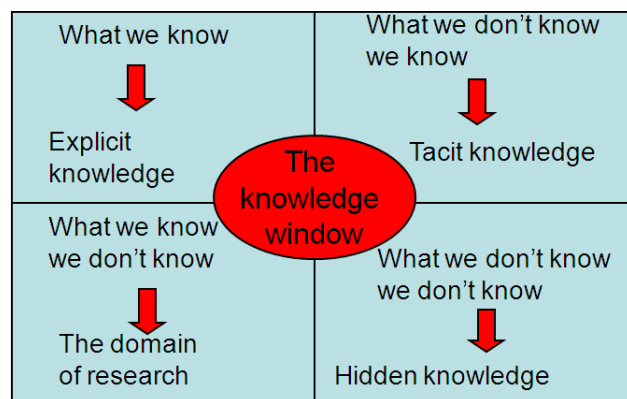 What we know
Explicit
knowledge
What we don’t know
we know
Tacit knowledge
The
knowledge
window
What we know
we don’t know
The domain
of research
What we don’t know
we don’t know
Hidden knowledge